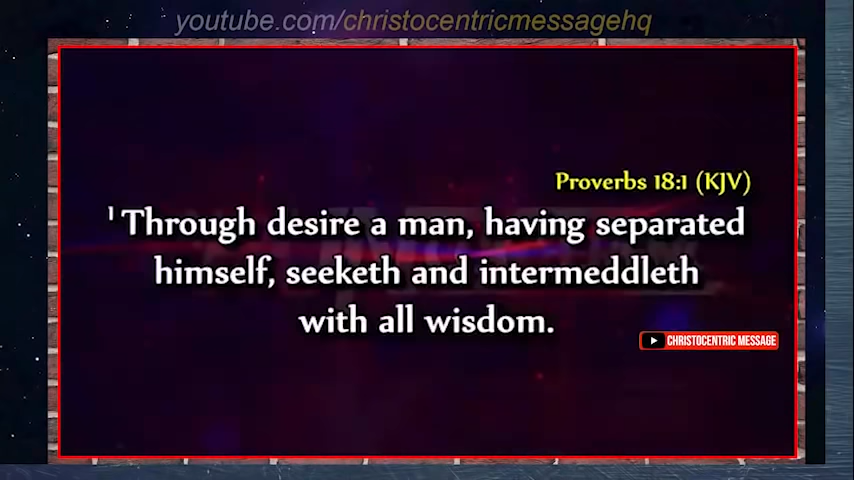 youtube.com/christocentricmessagehq
Proverbs 18:1 (KJV)
1 Through desire a man, having separated
himself, seeketh and intermeddleth
with all wisdom.
CHRISTOCENTRIC MESSAGE